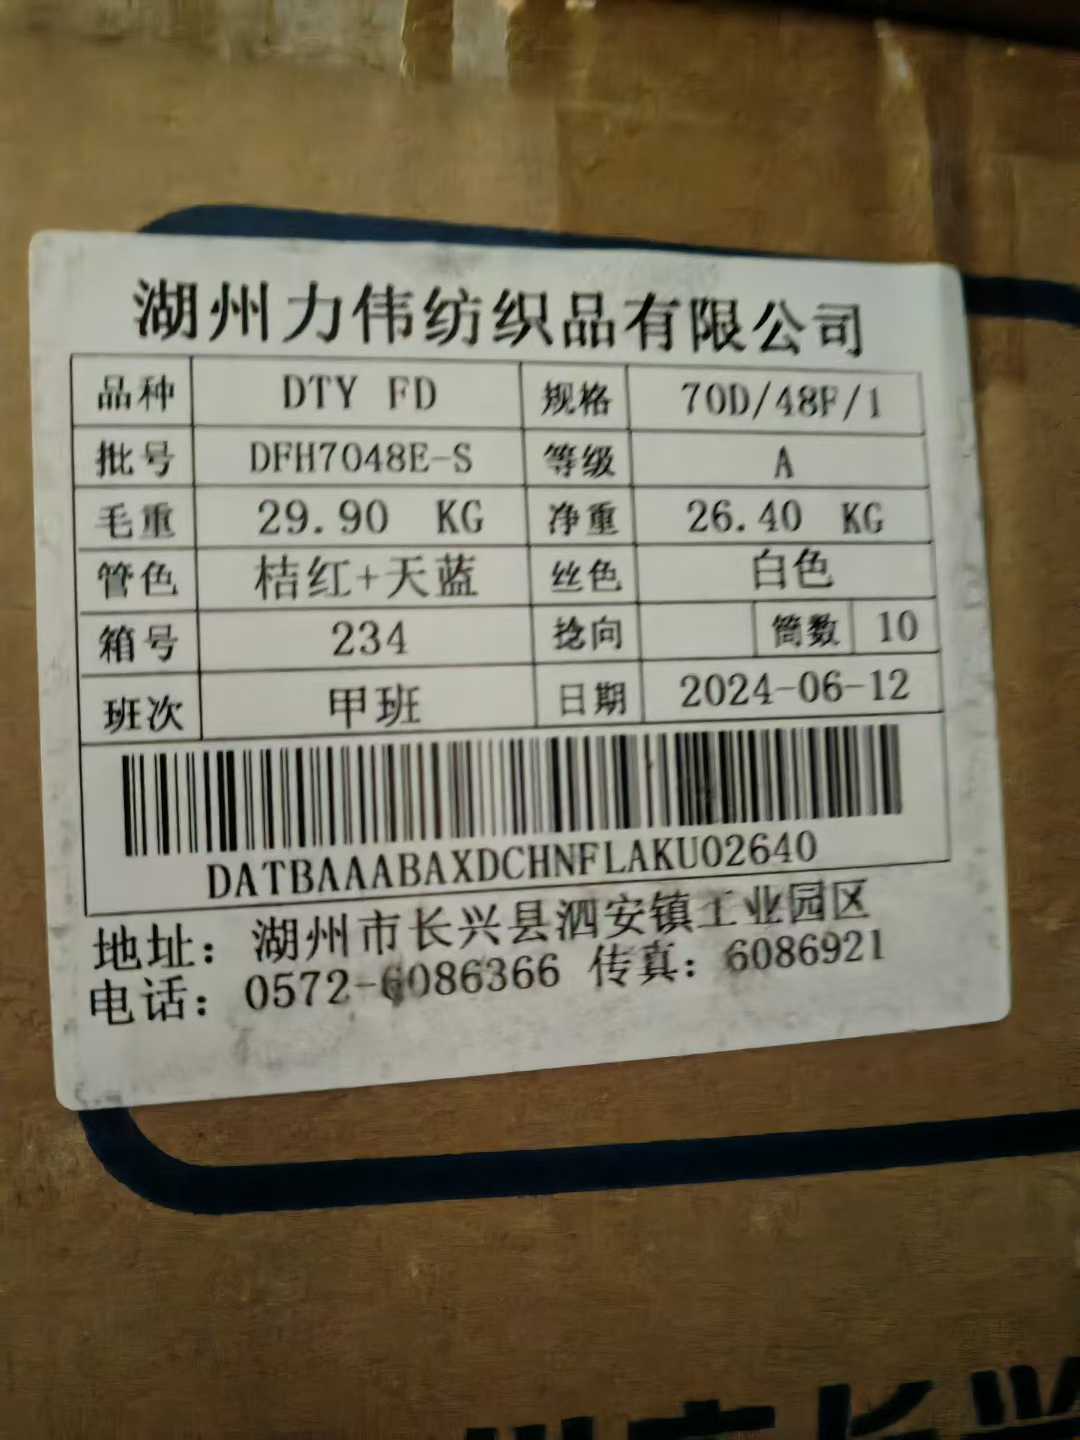 湖州力伟纺织品有限公司
品种 DTY FD 规格 70D/48F/1
批号 DFH7048E-S 等级 A
毛重 29.90 KG 净重 26.40 KG
管色 桔红+天蓝 丝色 白色
箱号 234 捻向 筒数 10
班次 甲班 日期 2024-06-12
DATBAAABAXDCHNFLAKU02640
地址：湖州市长兴县泗安镇工业园区
电话：0572-6086366 传真：6086921
州市长兴